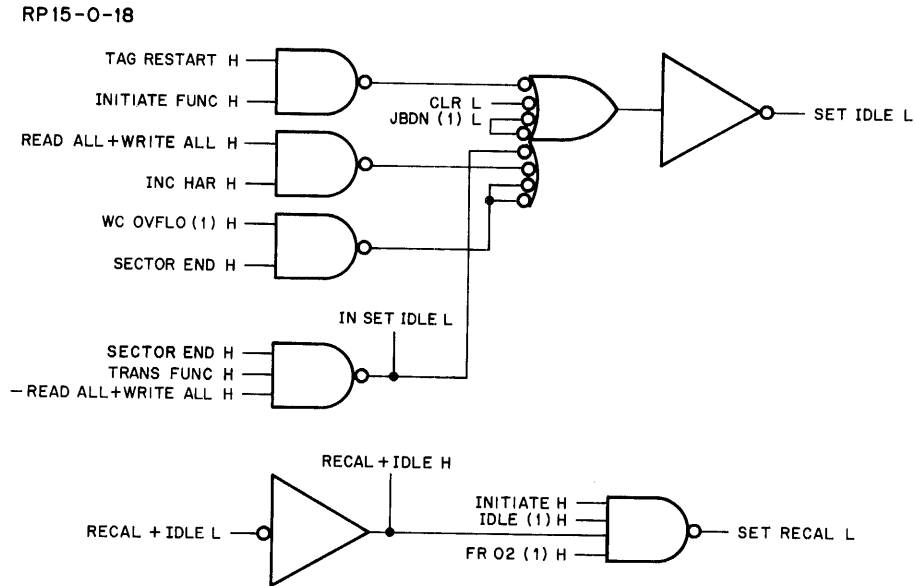 RP15-0-18
TAG RESTART H
INITIATE FUNC H
CLR L
JBDN (1) L
SET IDLE L
READ ALL+WRITE ALL H
INC HAR H
WC OVFLO (1) H
SECTOR END H
IN SET IDLE L
SECTOR END H
TRANS FUNC H
-READ ALL+WRITE ALL H
RECAL+IDLE H
RECAL + IDLE L
INITIATE H
IDLE (1) H
FR 02 (1) H
SET RECAL L